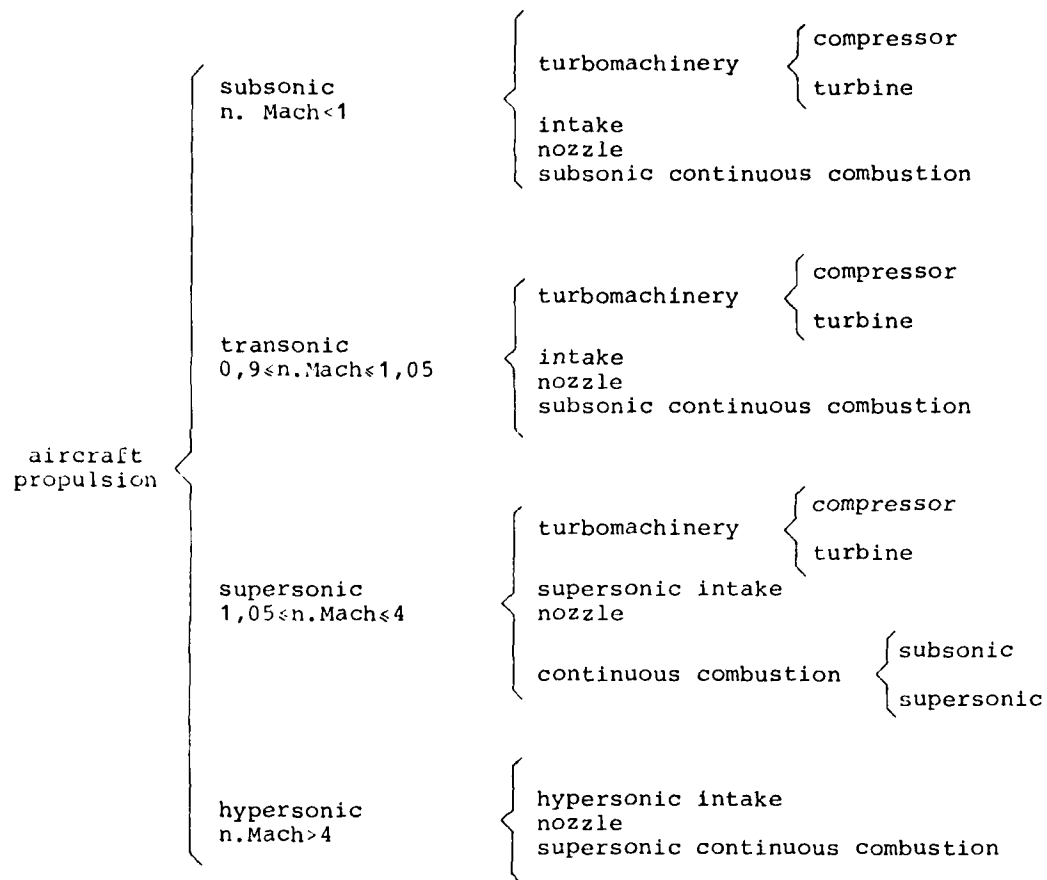 aircraft
propulsion
subsonic
n. Mach<1
turbomachinery
compressor
turbine
intake
nozzle
subsonic continuous combustion
transonic
0,9≤n.Mach≤1,05
turbomachinery
compressor
turbine
intake
nozzle
subsonic continuous combustion
supersonic
1,05≤n.Mach≤4
turbomachinery
compressor
turbine
supersonic intake
nozzle
continuous combustion
subsonic
supersonic
hypersonic
n.Mach>4
hypersonic intake
nozzle
supersonic continuous combustion